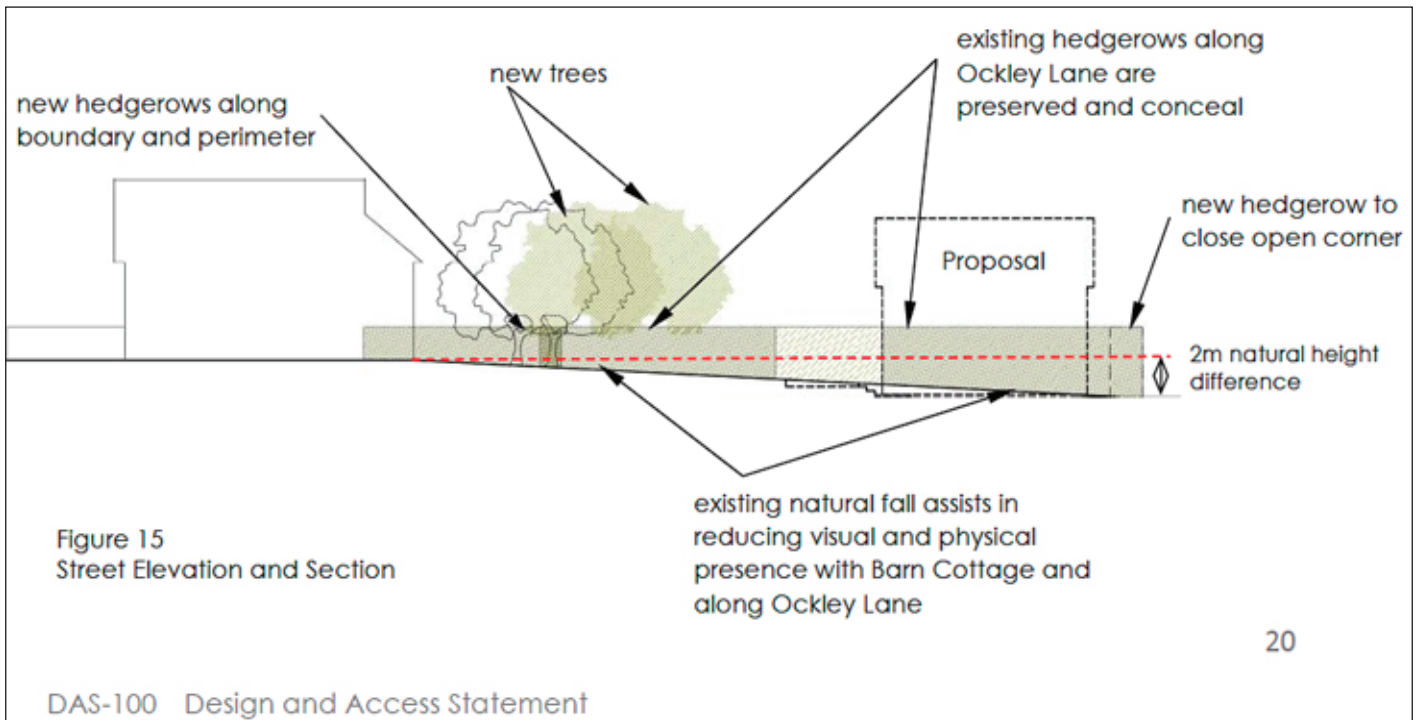 new hedgerows along
boundary and perimeter
new trees
existing hedgerows along
Ockley Lane are
preserved and conceal
new hedgerow to
close open corner
Proposal
2m natural height
difference
existing natural fall assists in
reducing visual and physical
presence with Barn Cottage and
along Ockley Lane
Figure 15
Street Elevation and Section
20
DAS-100 Design and Access Statement